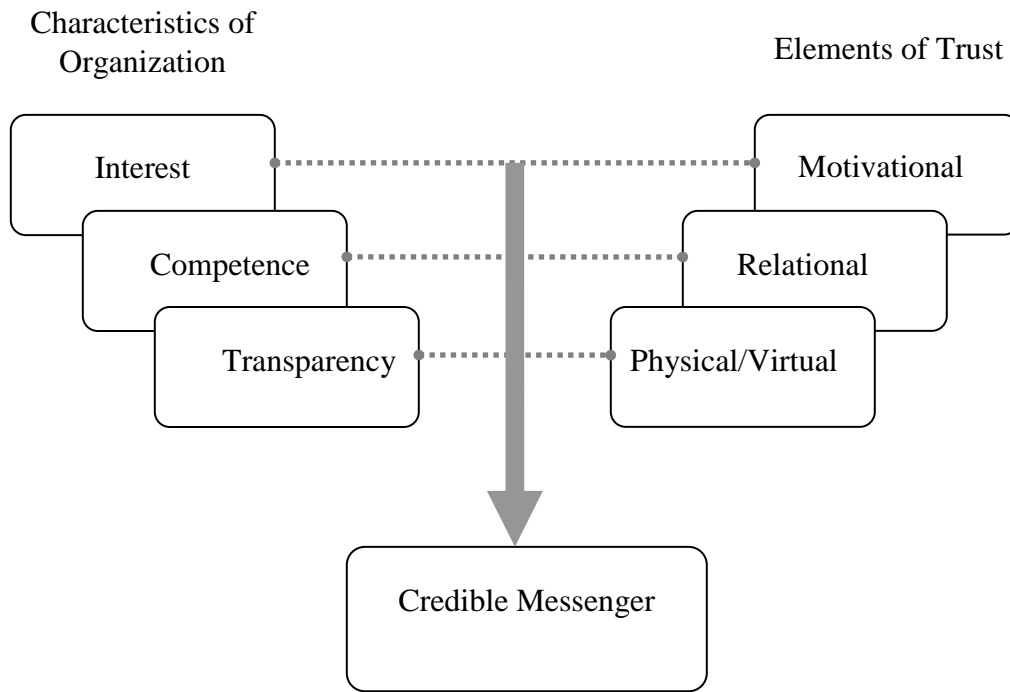 Characteristics of
Organization
Elements of Trust
Interest
Motivational
Competence
Relational
Transparency
Physical/Virtual
Credible Messenger